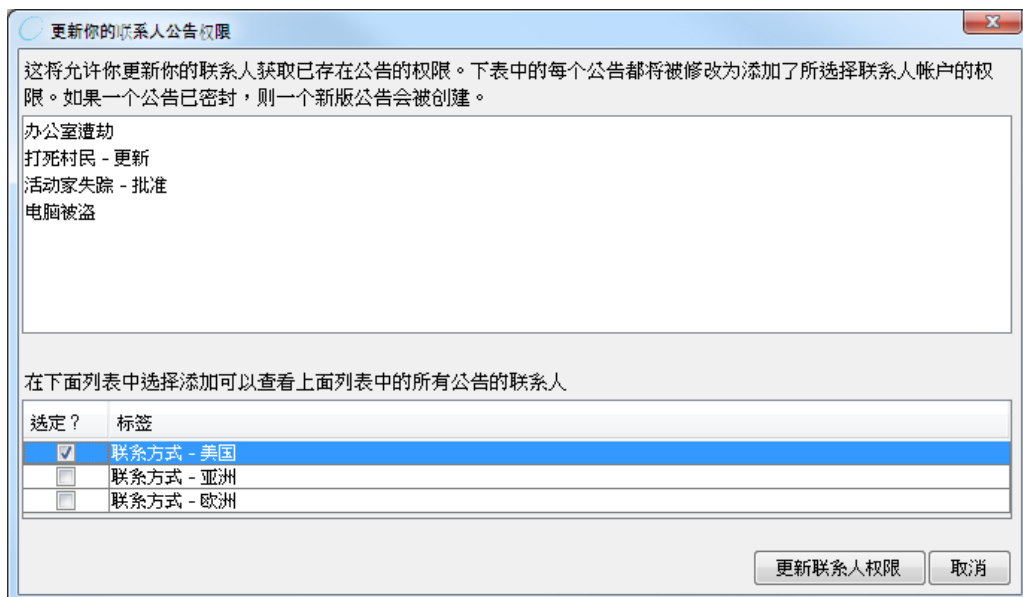 更新你的联系人公告权限
这将允许你更新你的联系人获取已存在公告的权限。下表中的每个公告都将被修改为添加了所选择联系人帐户的权
限。如果一个公告已密封，则一个新版公告会被创建。
办公室遭劫
打死村民 - 更新
活动家失踪 - 批准
电脑被盗
在下面列表中选择添加可以查看上面列表中的所有公告的联系人
选定？ 标签
联系方式 - 美国
联系方式 - 亚洲
联系方式 - 欧洲
更新联系人权限 取消